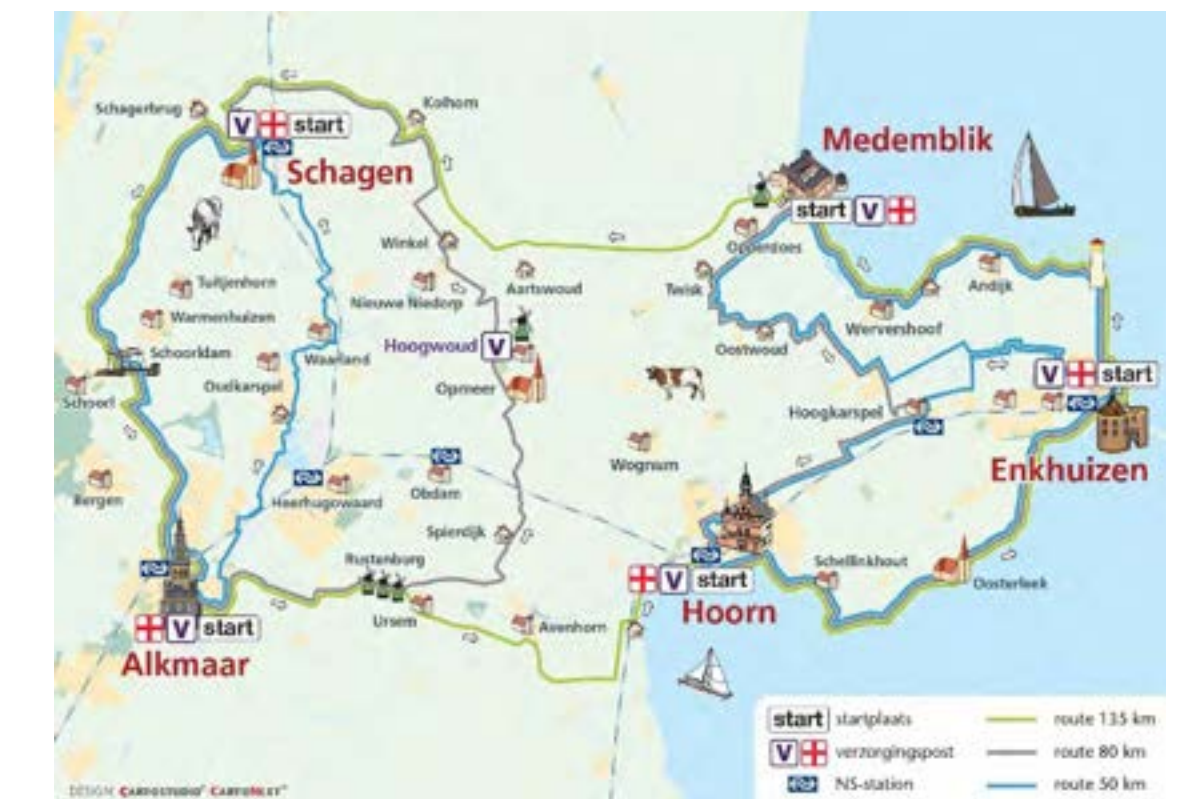 Schagerbrug
Kolhorn
V start
Schagen
Medemblik
start V
Opperdoes
Winkel
Twisk
Andijk
Tuitjenhorn
Nieuwe Niedorp
Aartswoud
Warmenhuizen
Wervershoof
Hoogwoud V
Oostwoud
Schoorldam
Waarland
V start
Oudkarspel
Opmeer
Schoorl
Hoogkarspel
Wognum
Enkhuizen
Bergen
Heerhugowaard
Obdam
Spierdijk
Rustenburg
Schellinkhout
Oosterleek
V start
Hoorn
Ursem
Avenhorn
V start
Alkmaar
start startplaats route 135 km
V verzorgingspost route 80 km
NS-station route 50 km
DESIGN CARTOSTUDIO